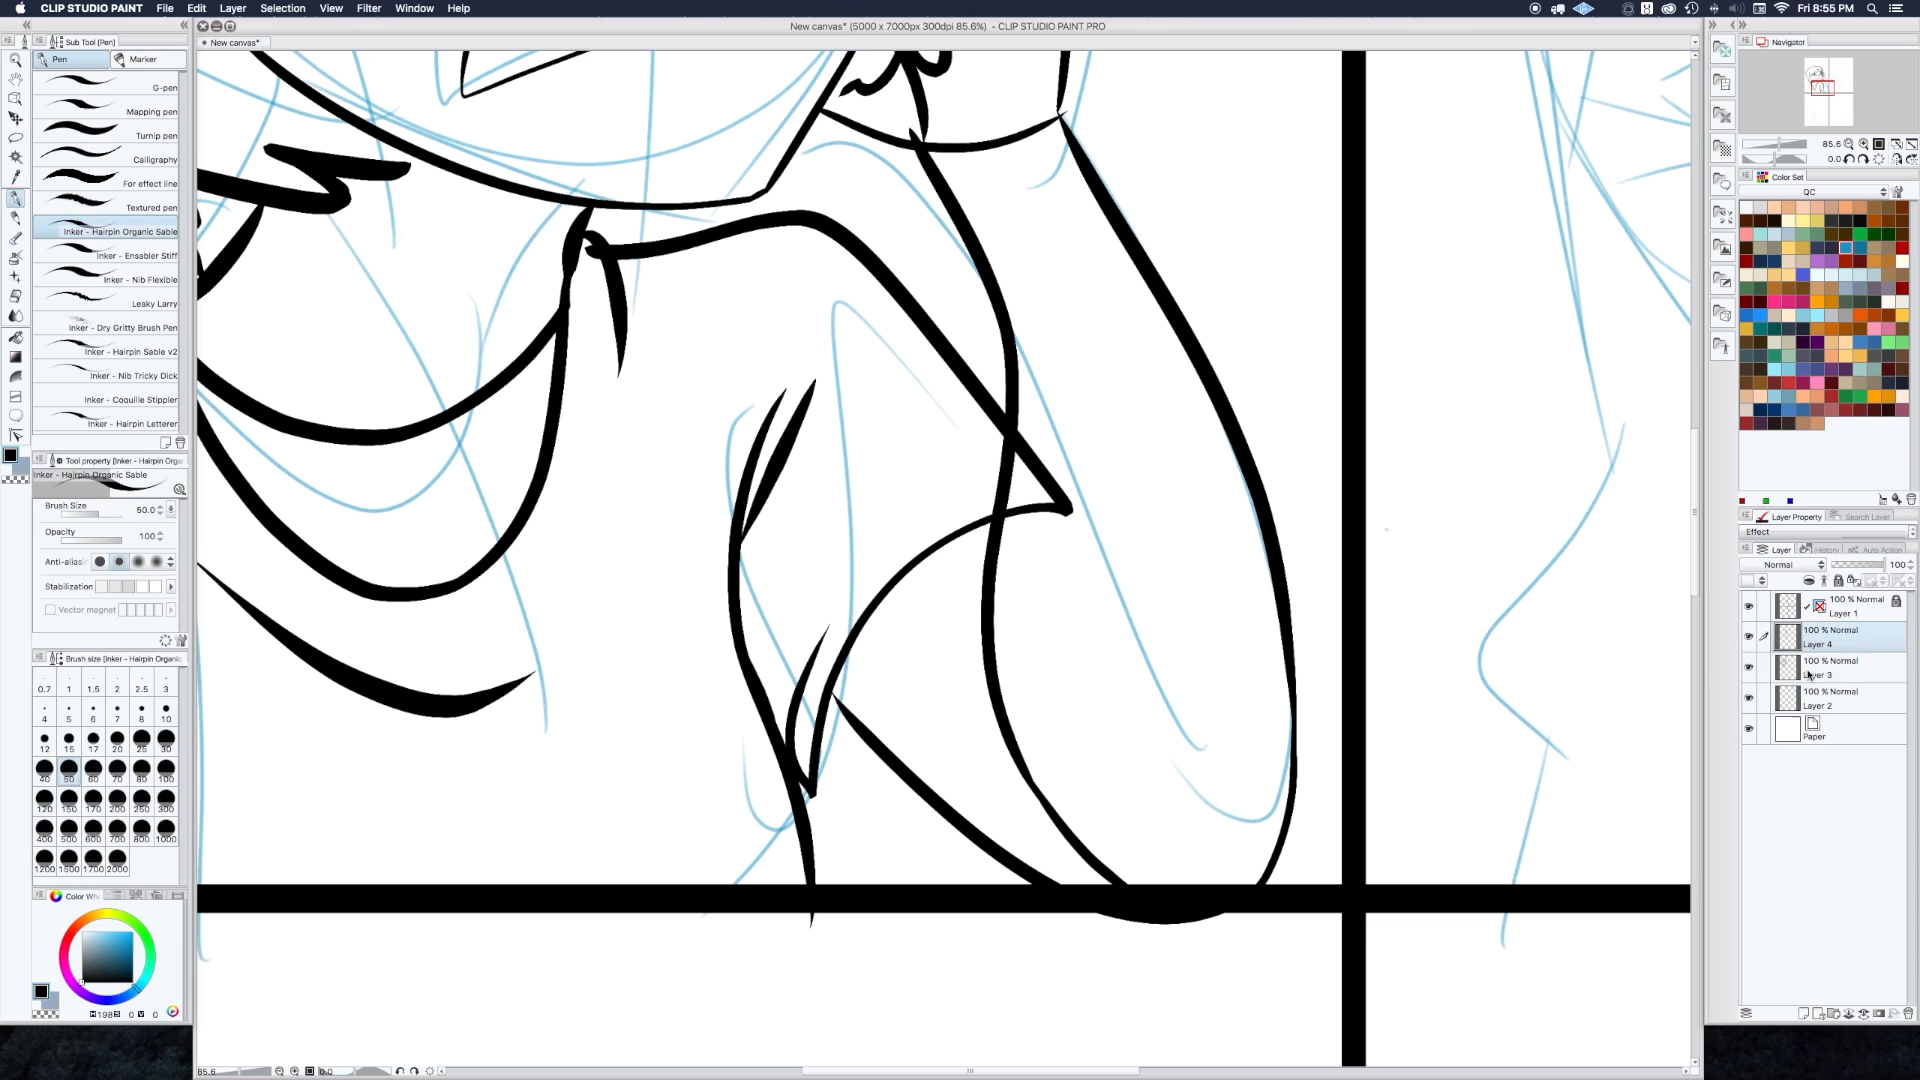 CLIP STUDIO PAINT File Edit Layer Selection View Filter Window Help
Fri 8:55 PM
New canvas* (5000 x 7000px 300dpi 85.6%) - CLIP STUDIO PAINT PRO
Sub Tool [Pen]
New canvas*
Pen
Marker
G-pen
Mapping pen
Turnip pen
Calligraphy
For effect line
Textured pen
Inker - Hairpin Organic Sable
Inker - Ensabler Stiff
Inker - Nib Flexible
Leaky Larry
Inker - Dry Gritty Brush Pen
Inker - Hairpin Sable v2
Inker - Nib Tricky Dick
Inker - Coquille Stippler
Inker - Hairpin Letterer
Tool property [Inker - Hairpin Orgar
Inker - Hairpin Organic Sable
Brush Size 50.0
Opacity 100
Anti-alias
Stabilization
Vector magnet
Brush size [Inker - Hairpin Organic
0.7 1 1.5 2 2.5 3
4 5 6 7 8 10
12 15 17 20 25 30
40 50 60 70 80 100
120 150 170 200 250 300
400 500 600 700 800 1000
1200 1500 1700 2000
Color Wh
H 198 S 0 V 0
85.6 0.0
Navigator
85.6
0.0
Color Set
QC
Layer Property Search Layer
Effect
Layer History Auto Action
Normal 100
100 % Normal
Layer 1
100 % Normal
Layer 4
100 % Normal
Layer 3
100 % Normal
Layer 2
Paper